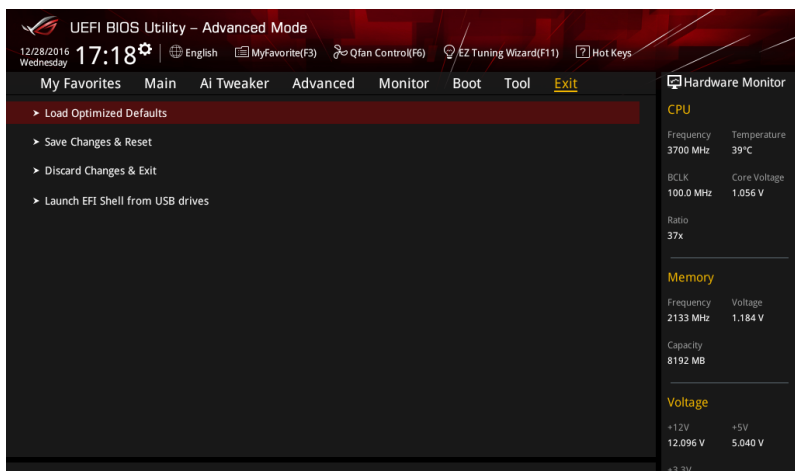 UEFI BIOS Utility – Advanced Mode
12/28/2016
Wednesday
17:18
English
MyFavorite(F3)
Qfan Control(F6)
EZ Tuning Wizard(F11)
? Hot Keys
My Favorites Main Ai Tweaker Advanced Monitor Boot Tool Exit
Load Optimized Defaults
Save Changes & Reset
Discard Changes & Exit
Launch EFI Shell from USB drives
Hardware Monitor
CPU
Frequency Temperature
3700 MHz 39°C
BCLK Core Voltage
100.0 MHz 1.056 V
Ratio
37x
Memory
Frequency Voltage
2133 MHz 1.184 V
Capacity
8192 MB
Voltage
+12V +5V
12.096 V 5.040 V
+3.3V